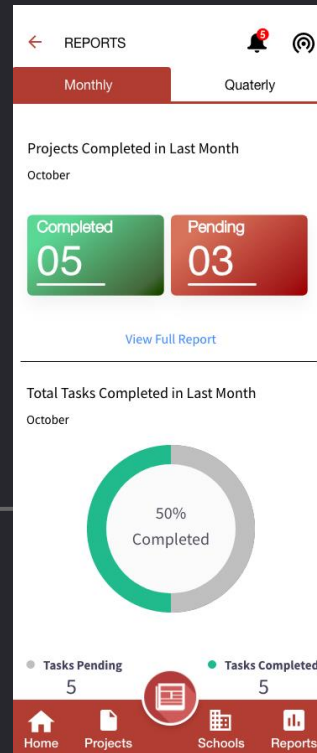 REPORTS
5
Monthly
Quaterly
Projects Completed in Last Month
October
Completed
05
Pending
03
View Full Report
Total Tasks Completed in Last Month
October
50%
Completed
Tasks Pending
5
Tasks Completed
5
Home
Projects
Schools
Reports